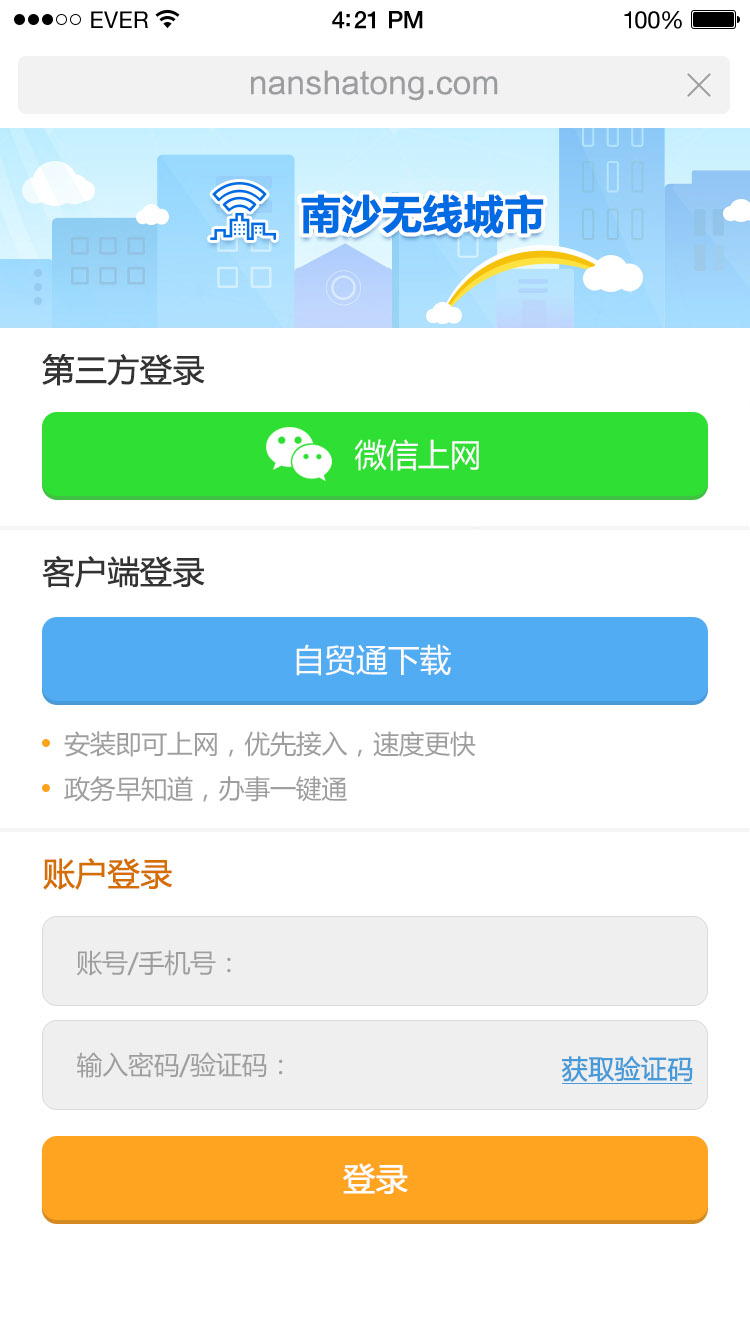 EVER
4:21 PM
100%
nanshatong.com
南沙无线城市
第三方登录
微信上网
客户端登录
自贸通下载
安装即可上网，优先接入，速度更快
政务早知道，办事一键通
账户登录
账号/手机号：
输入密码/验证码：
获取验证码
登录